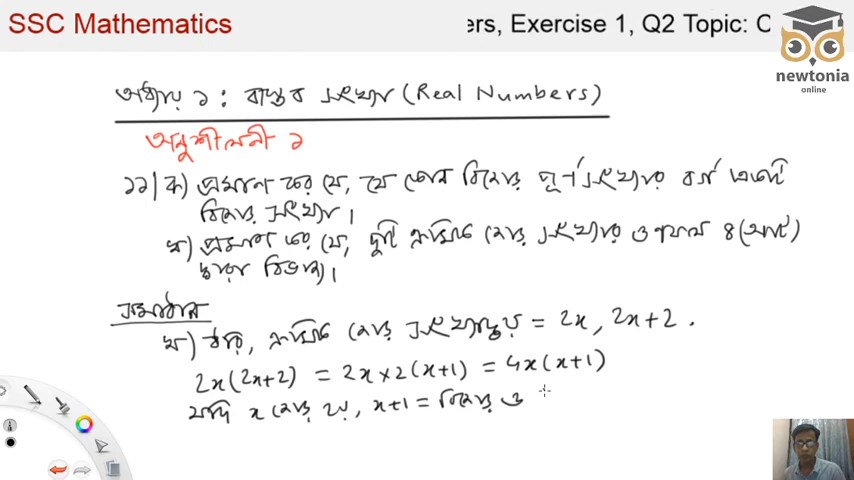 SSC Mathematics
ers, Exercise 1, Q2 Topic: C
newtonia
online
অধ্যায় ১ : বাস্তব সংখ্যা (Real Numbers)
অনুশীলনী ১
১১| ক) প্রমাণ কর যে, যে কোন বিজোড় পূর্ণসংখ্যার বর্গ একটি
বিজোড় সংখ্যা।
খ) প্রমাণ কর যে, দুটি ক্রমিক জোড় সংখ্যার গুণফল ৪ (আট)
দ্বারা বিভাজ্য।
সমাধান
খ) ধরি, ক্রমিক জোড় সংখ্যাদ্বয় = 2x, 2x+2.
2x(2x+2) = 2x×2(x+1) = 4x(x+1)
যদি x জোড় হয়, x+1 = বিজোড় ও